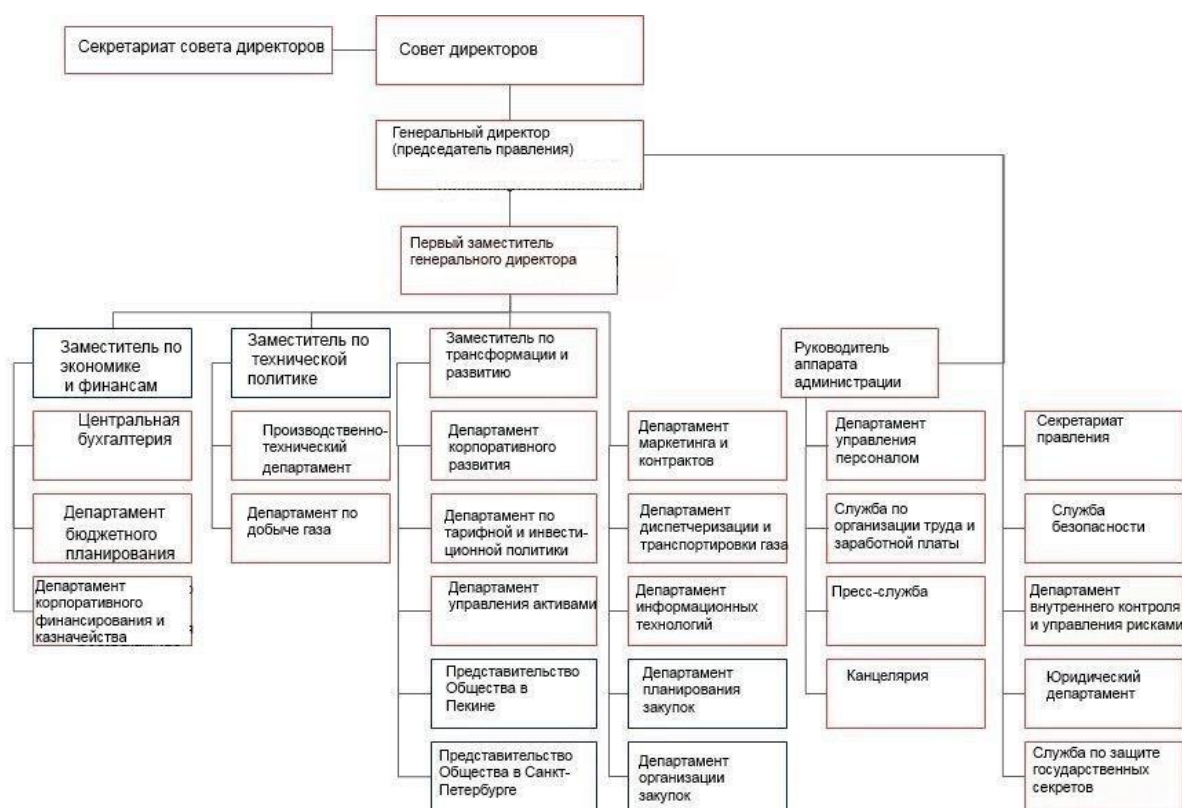 Секретариат совета директоров
Совет директоров
Генеральный директор
(председатель правления)
Первый заместитель
генерального директора
Заместитель по
экономике
и финансам
Заместитель по
технической
политике
Заместитель по
трансформации и
развитию
Руководитель
аппарата
администрации
Центральная
бухгалтерия
Производственно-
технический
департамент
Департамент
корпоративного
развития
Департамент
маркетинга и
контрактов
Департамент
управления
персоналом
Секретариат
правления
Департамент
бюджетного
планирования
Департамент по
добыче газа
Департамент по
тарифной и инвести-
ционной политики
Департамент
диспетчеризации и
транспортировки газа
Служба по
организации труда и
заработной платы
Служба
безопасности
Департамент
корпоративного
финансирования и
казначейства
Департамент
управления активами
Департамент
информационных
технологий
Пресс-служба
Департамент
внутреннего контроля
и управления рисками
Представительство
Общества в
Пекине
Департамент
планирования
закупок
Канцелярия
Юридический
департамент
Представительство
Общества в Санкт-
Петербурге
Департамент
организации
закупок
Служба по защите
государственных
секретов